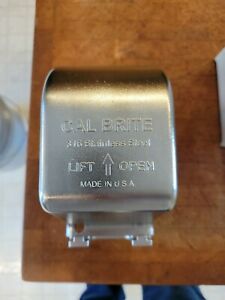 CAL BRITE
316 Stainless Steel
LIFT ↑ OPEN
MADE IN U.S.A.